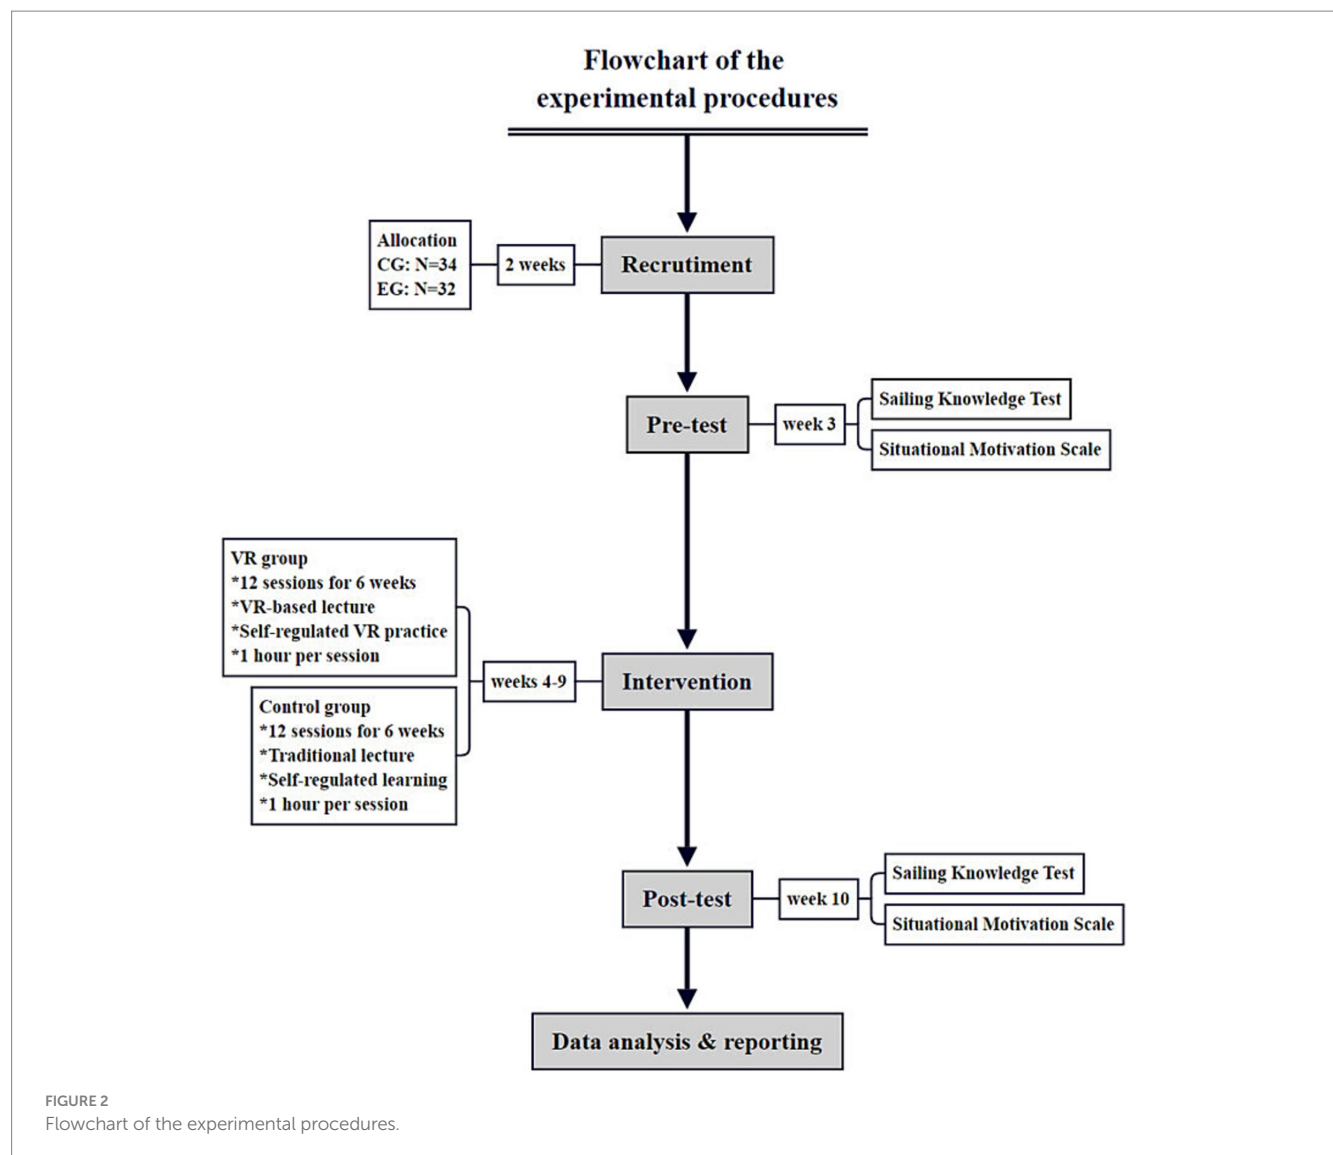 Flowchart of the
experimental procedures
Allocation
CG: N=34
EG: N=32
2 weeks
Recrutiment
Pre-test
week 3
Sailing Knowledge Test
Situational Motivation Scale
VR group
*12 sessions for 6 weeks
*VR-based lecture
*Self-regulated VR practice
*1 hour per session
Control group
*12 sessions for 6 weeks
*Traditional lecture
*Self-regulated learning
*1 hour per session
weeks 4-9
Intervention
Post-test
week 10
Sailing Knowledge Test
Situational Motivation Scale
Data analysis & reporting
FIGURE 2
Flowchart of the experimental procedures.